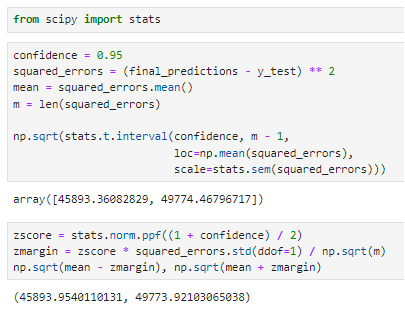 from scipy import stats
confidence = 0.95
squared_errors = (final_predictions - y_test) ** 2
mean = squared_errors.mean()
m = len(squared_errors)
np.sqrt(stats.t.interval(confidence, m - 1,
loc=np.mean(squared_errors),
scale=stats.sem(squared_errors)))
array([45893.36082829, 49774.46796717])
zscore = stats.norm.ppf((1 + confidence) / 2)
zmargin = zscore * squared_errors.std(ddof=1) / np.sqrt(m)
np.sqrt(mean - zmargin), np.sqrt(mean + zmargin)
(45893.9540110131, 49773.92103065038)